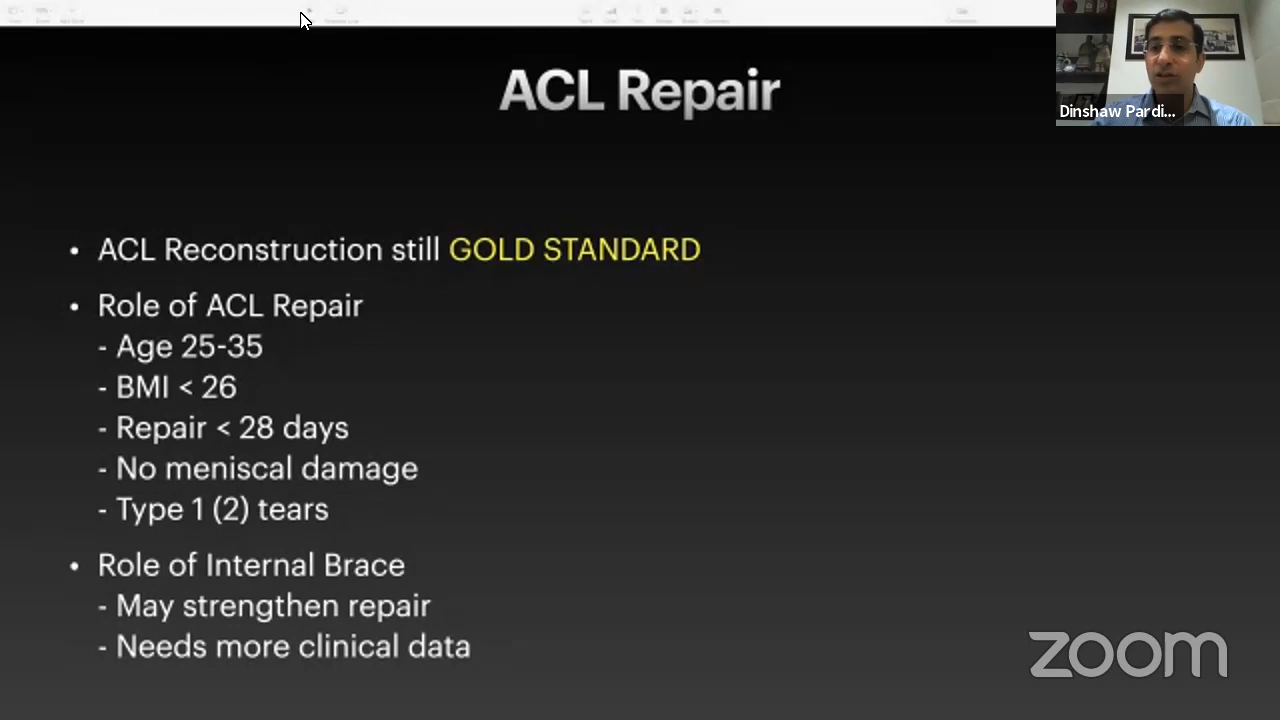 ACL Repair
Dinshaw Pardi...
• ACL Reconstruction still GOLD STANDARD
• Role of ACL Repair
- Age 25-35
- BMI < 26
- Repair < 28 days
- No meniscal damage
- Type 1 (2) tears
• Role of Internal Brace
- May strengthen repair
- Needs more clinical data
zoom